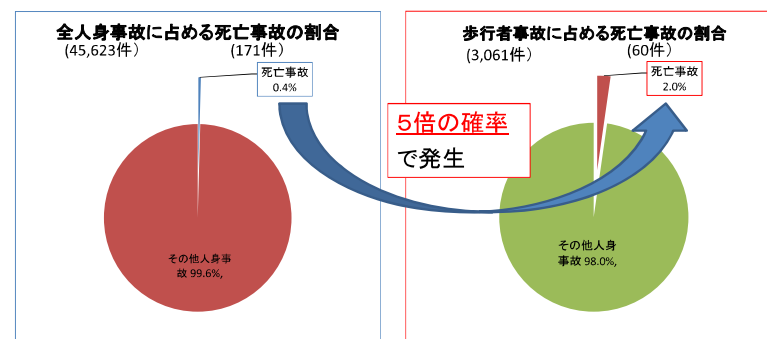 全人身事故に占める死亡事故の割合
(45,623件)
(171件)
死亡事故
0.4%
その他人身事
故 99.6%,
5倍の確率
で発生
歩行者事故に占める死亡事故の割合
(3,061件)
(60件)
死亡事故
2.0%
その他人身
事故 98.0%,